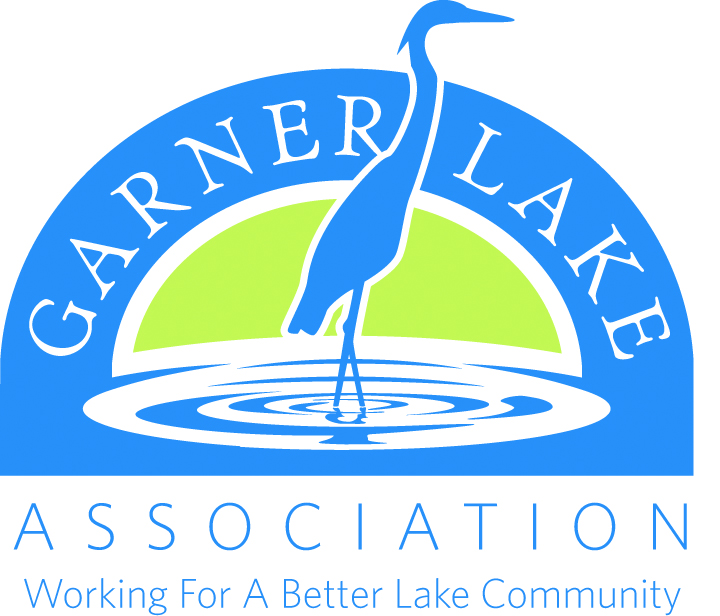 GARNER LAKE
ASSOCIATION
Working For A Better Lake Community